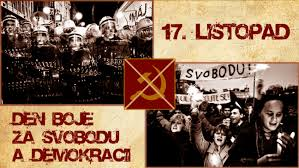 17. LISTOPAD
SVOBODU
DEN BOJE
ZA SVOBODU
A DEMOKRACII